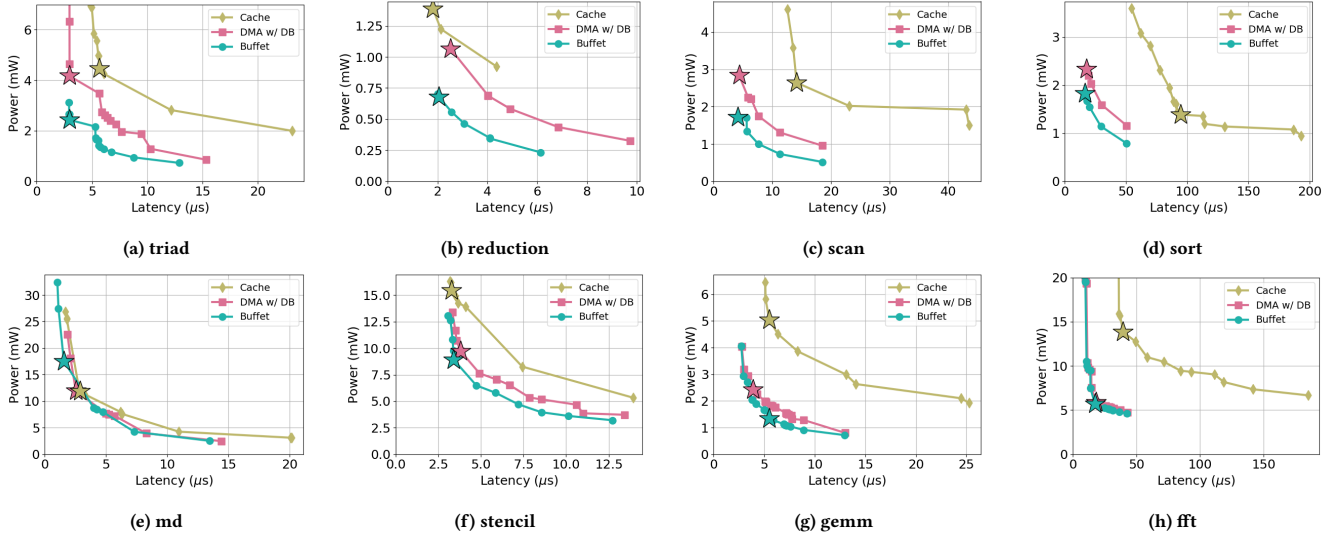 Power (mW)
6
4
2
0
0
5
10
15
20
Latency (μs)
Cache
DMA w/ DB
Buffet
(a) triad
Power (mW)
1.25
1.00
0.75
0.50
0.25
0.00
0
2
4
6
8
10
Latency (μs)
Cache
DMA w/ DB
Buffet
(b) reduction
Power (mW)
4
3
2
1
0
0
10
20
30
40
Latency (μs)
Cache
DMA w/ DB
Buffet
(c) scan
Power (mW)
3
2
1
0
0
50
100
150
200
Latency (μs)
Cache
DMA w/ DB
Buffet
(d) sort
Power (mW)
30
25
20
15
10
5
0
0
5
10
15
20
Latency (μs)
Cache
DMA w/ DB
Buffet
(e) md
Power (mW)
15.0
12.5
10.0
7.5
5.0
2.5
0.0
0.0
2.5
5.0
7.5
10.0
12.5
Latency (μs)
Cache
DMA w/ DB
Buffet
(f) stencil
Power (mW)
6
5
4
3
2
1
0
0
5
10
15
20
25
Latency (μs)
Cache
DMA w/ DB
Buffet
(g) gemm
Power (mW)
20
15
10
5
0
0
50
100
150
Latency (μs)
Cache
DMA w/ DB
Buffet
(h) fft